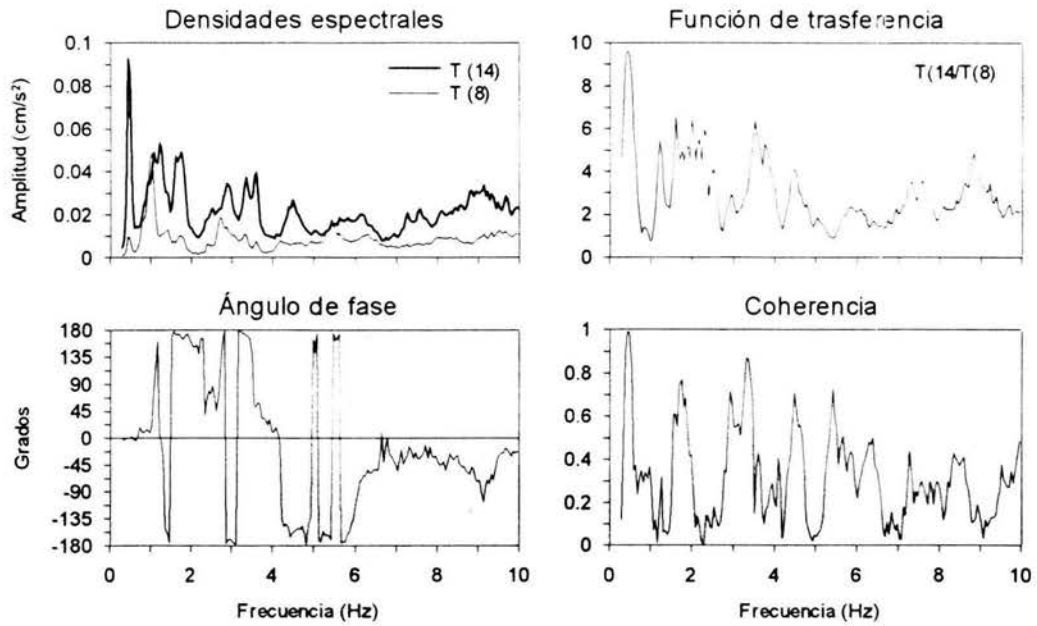 Densidades espectrales
Amplitud (cm/s²)
0.1
0.08
0.06
0.04
0.02
0
T (14)
T (8)
Función de trasferencia
10
8
6
4
2
0
T(14/T(8)
Ángulo de fase
Grados
180
135
90
45
0
-45
-90
-135
-180
0 2 4 6 8 10
Frecuencia (Hz)
Coherencia
1
0.8
0.6
0.4
0.2
0
0 2 4 6 8 10
Frecuencia (Hz)